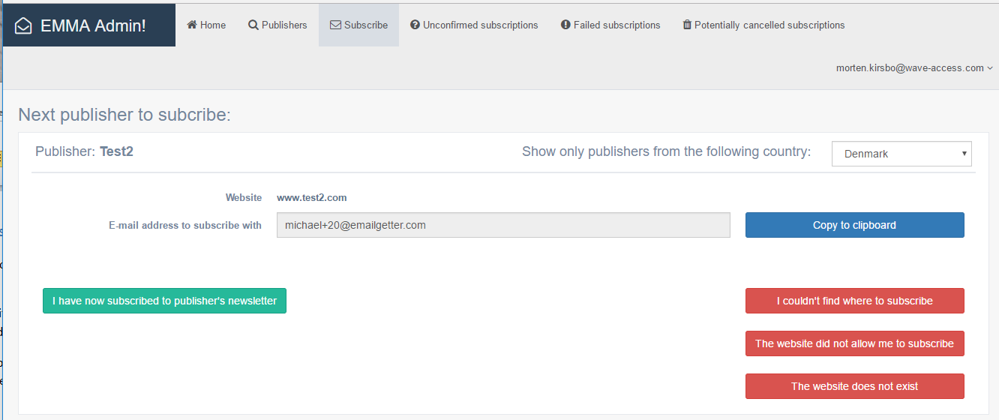 EMMA Admin!
Home
Publishers
Subscribe
Unconfirmed subscriptions
Failed subscriptions
Potentially cancelled subscriptions
morten.kirsbo@wave-access.com
Next publisher to subcribe:
Publisher: Test2
Show only publishers from the following country:
Denmark
Website
www.test2.com
E-mail address to subscribe with
michael+20@emailgetter.com
Copy to clipboard
I have now subscribed to publisher's newsletter
I couldn't find where to subscribe
The website did not allow me to subscribe
The website does not exist